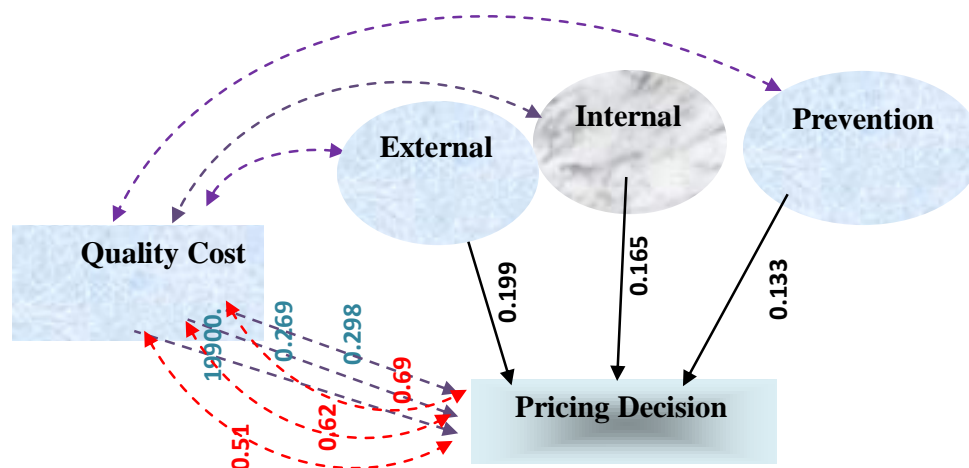 Internal
Prevention
External
Quality Cost
0.199
0.165
0.133
19900.
0.269
0.298
0.69
0.62
0.51
Pricing Decision